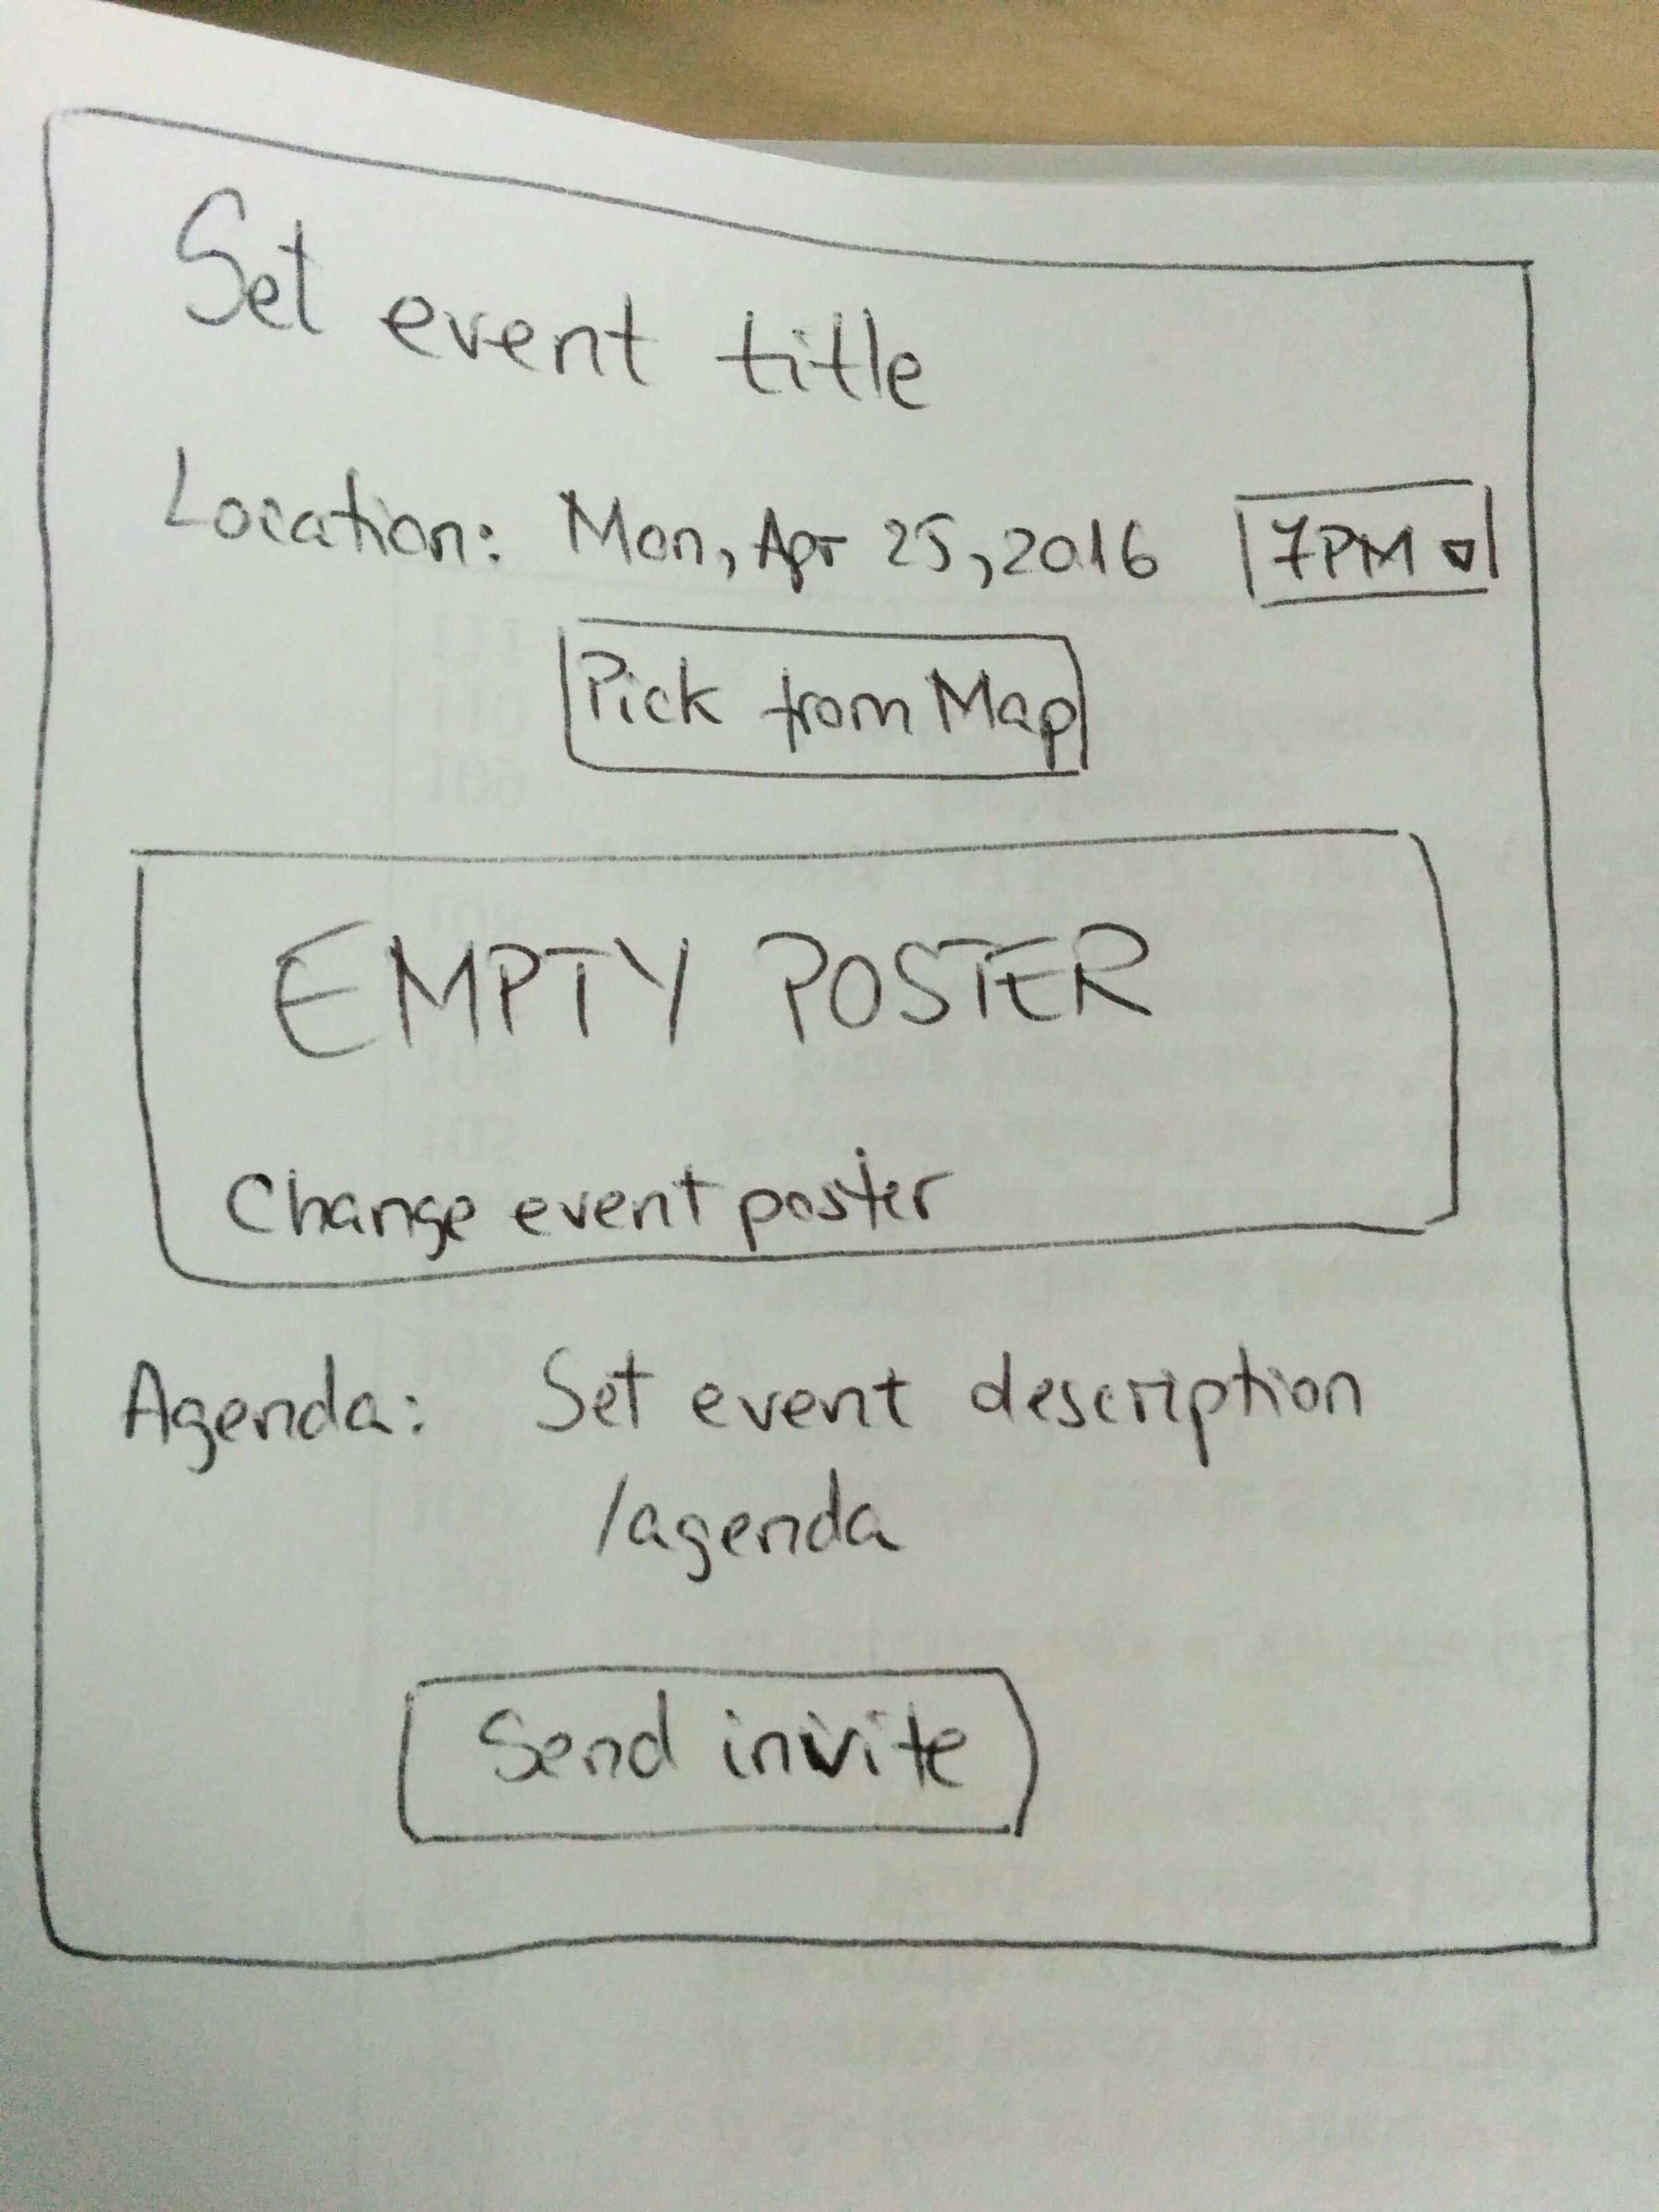 Set event title
Location: Mon, Apr 25, 2016 7PM
Pick from Map
EMPTY POSTER
Change event poster
Agenda: Set event description
/agenda
Send invite